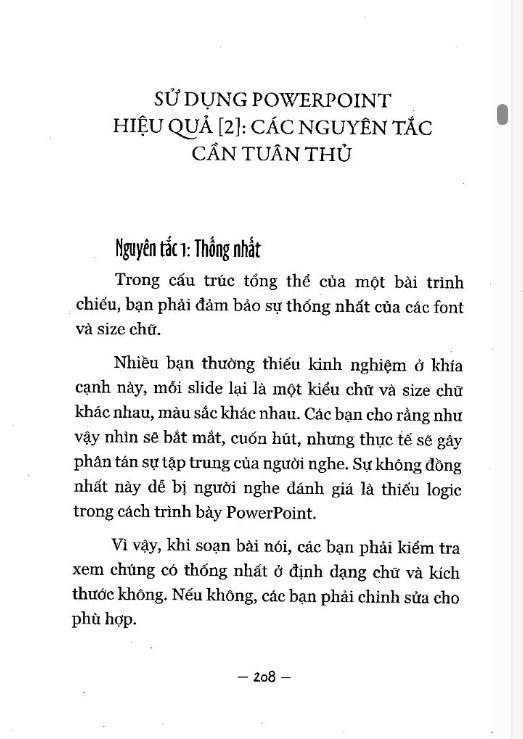 SỬ DỤNG POWERPOINT
HIỆU QUẢ [2]: CÁC NGUYÊN TẮC
CẦN TUÂN THỦ
Nguyên tắc 1: Thống nhất
Trong cấu trúc tổng thể của một bài trình
chiếu, bạn phải đảm bảo sự thống nhất của các font
và size chữ.
Nhiều bạn thường thiếu kinh nghiệm ở khía
cạnh này, mỗi slide lại là một kiểu chữ và size chữ
khác nhau, màu sắc khác nhau. Các bạn cho rằng như
vậy nhìn sẽ bắt mắt, cuốn hút, nhưng thực tế sẽ gây
phân tán sự tập trung của người nghe. Sự không đồng
nhất này dễ bị người nghe đánh giá là thiếu logic
trong cách trình bày PowerPoint.
Vì vậy, khi soạn bài nói, các bạn phải kiểm tra
xem chúng có thống nhất ở định dạng chữ và kích
thước không. Nếu không, các bạn phải chỉnh sửa cho
phù hợp.
– 208 –